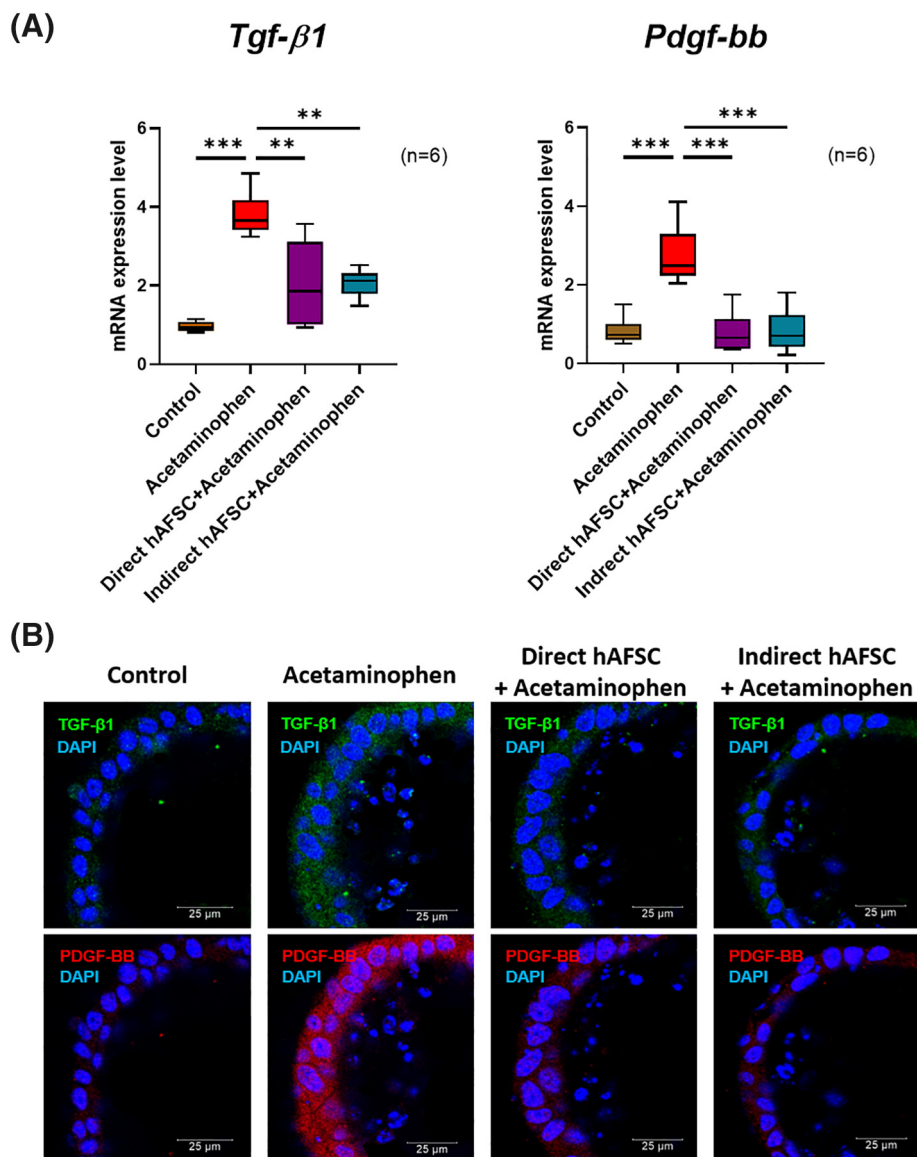 (A)
Tgf-β1
Pdgf-bb
mRNA expression level
6
4
2
0
***
**
**
(n=6)
Control
Acetaminophen
Direct hAFSC+Acetaminophen
Indirect hAFSC+Acetaminophen
mRNA expression level
6
4
2
0
***
***
***
(n=6)
Control
Acetaminophen
Direct hAFSC+Acetaminophen
Indirect hAFSC+Acetaminophen
(B)
Control
Acetaminophen
Direct hAFSC
+ Acetaminophen
Indirect hAFSC
+ Acetaminophen
TGF-β1
DAPI
25 μm
TGF-β1
DAPI
25 μm
TGF-β1
DAPI
25 μm
TGF-β1
DAPI
25 μm
PDGF-BB
DAPI
25 μm
PDGF-BB
DAPI
25 μm
PDGF-BB
DAPI
25 μm
PDGF-BB
DAPI
25 μm